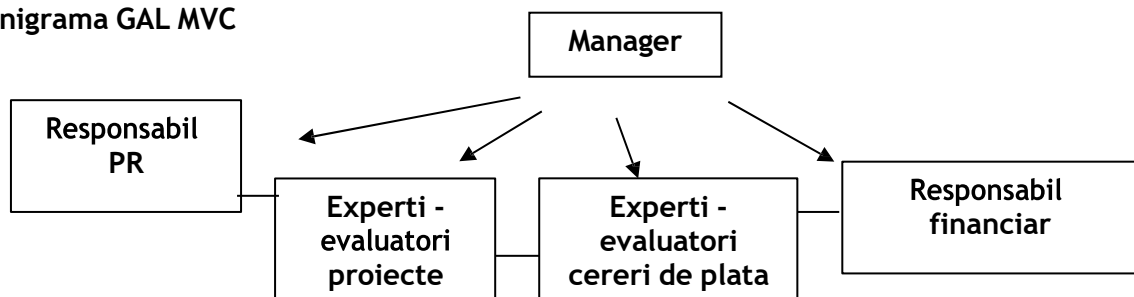 nigrama GAL MVC
Manager
Responsabil
PR
Experti -
evaluatori
proiecte
Experti -
evaluatori
cereri de plata
Responsabil
financiar